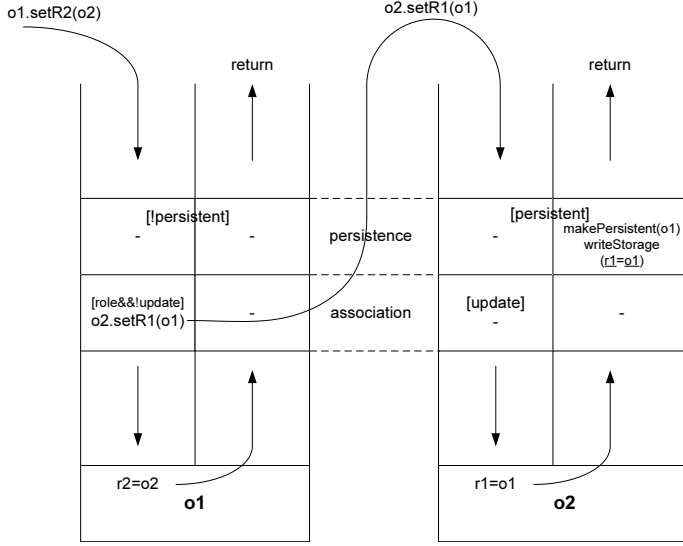 o1.setR2(o2)
o2.setR1(o1)
return
return
[!persistent]
-
-
persistence
[persistent]
-
makePersistent(o1)
writeStorage
(r1=o1)
[role&&!update]
o2.setR1(o1)
-
association
[update]
-
-
r2=o2
o1
r1=o1
o2